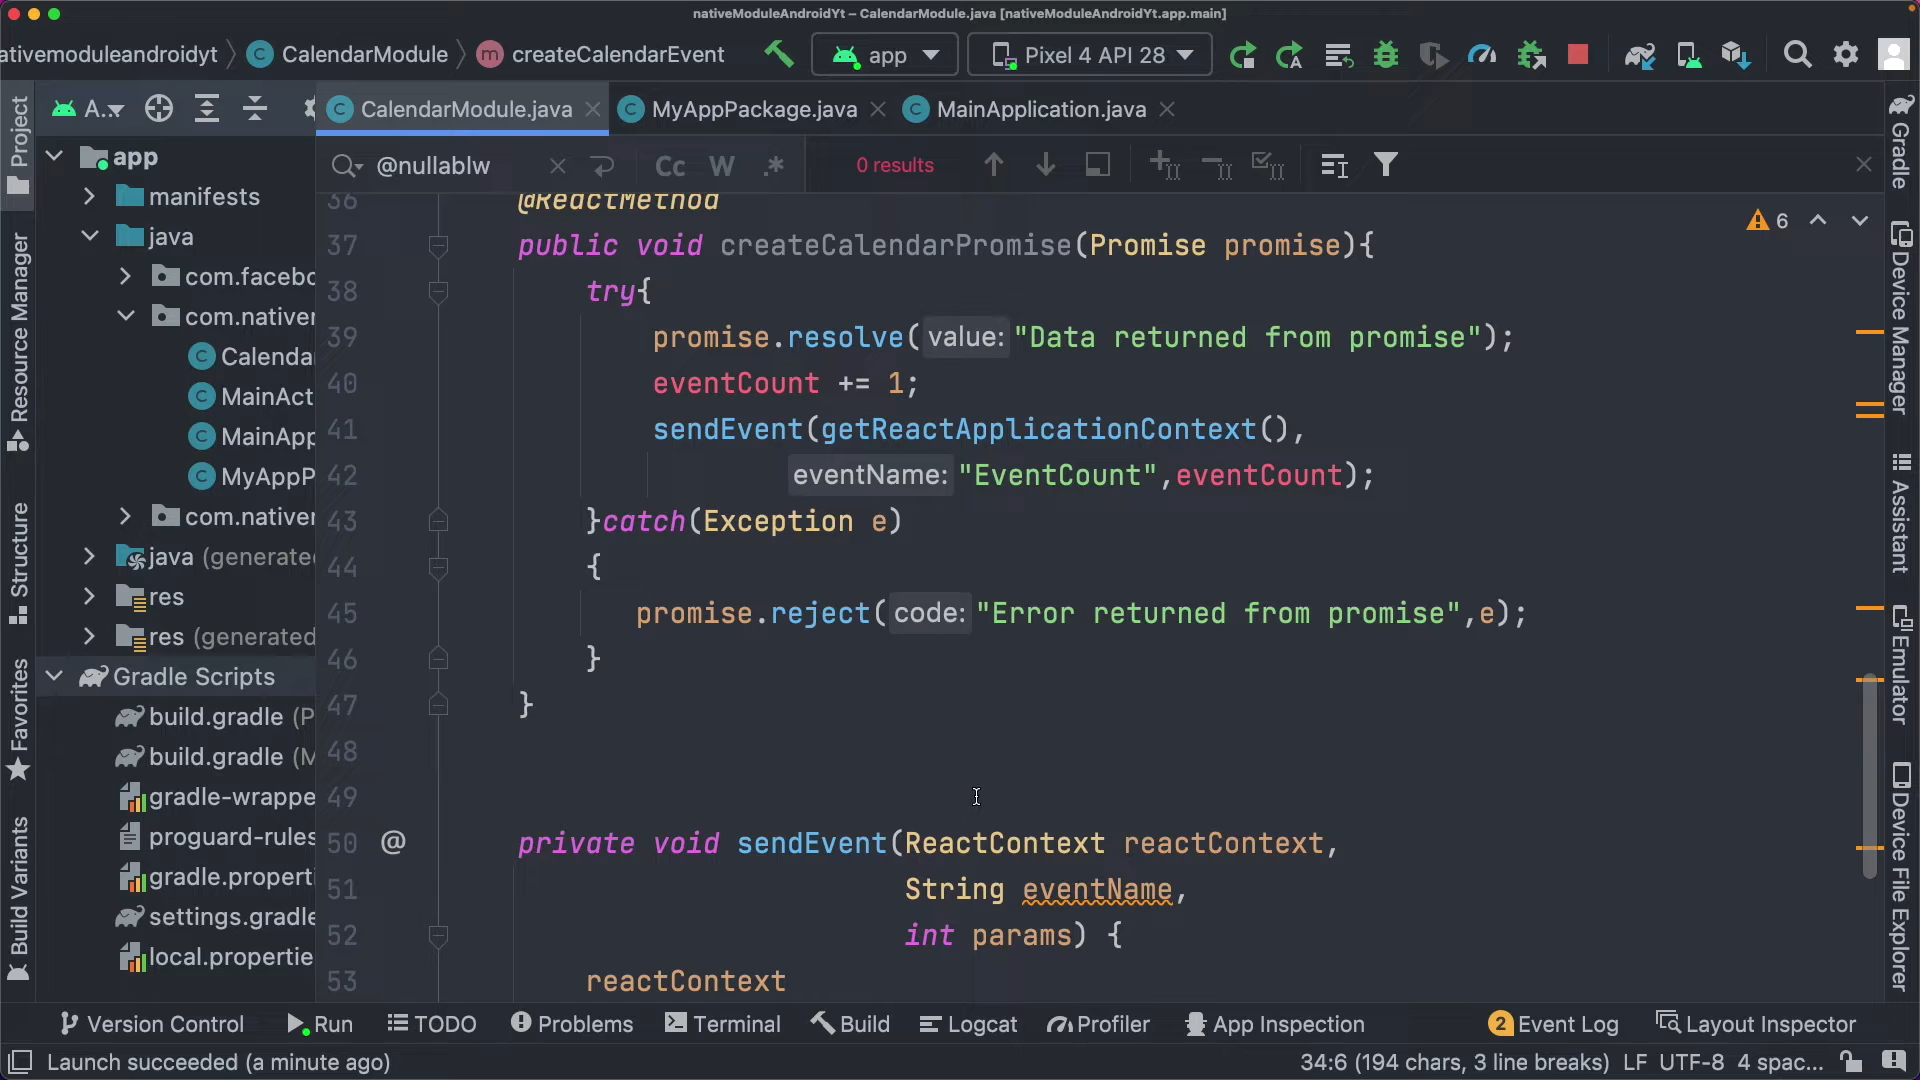 nativeModuleAndroidYt – CalendarModule.java [nativeModuleAndroidYt.app.main]
ativemoduleandroidyt CalendarModule createCalendarEvent app Pixel 4 API 28
A... CalendarModule.java MyAppPackage.java MainApplication.java
@nullablw Cc W .* 0 results
Project
Resource Manager
Structure
Favorites
Build Variants
app
manifests
java
com.facebo
com.nativer
Calenda
MainAct
MainApp
MyAppP
com.nativer
java (generated
res
res (generated
Gradle Scripts
build.gradle (P
build.gradle (M
gradle-wrappe
proguard-rules
gradle.properti
settings.gradle
local.propertie
36 @ReactMethod
6
37 public void createCalendarPromise(Promise promise){
38 try{
39 promise.resolve( value: "Data returned from promise");
40 eventCount += 1;
41 sendEvent(getReactApplicationContext(),
42 eventName: "EventCount",eventCount);
43 }catch(Exception e)
44 {
45 promise.reject( code: "Error returned from promise",e);
46 }
47 }
48
49
50 @ private void sendEvent(ReactContext reactContext,
51 String eventName,
52 int params) {
53 reactContext
Gradle
Device Manager
Assistant
Emulator
Device File Explorer
Version Control Run TODO Problems Terminal Build Logcat Profiler App Inspection 2 Event Log Layout Inspector
Launch succeeded (a minute ago) 34:6 (194 chars, 3 line breaks) LF UTF-8 4 spac...